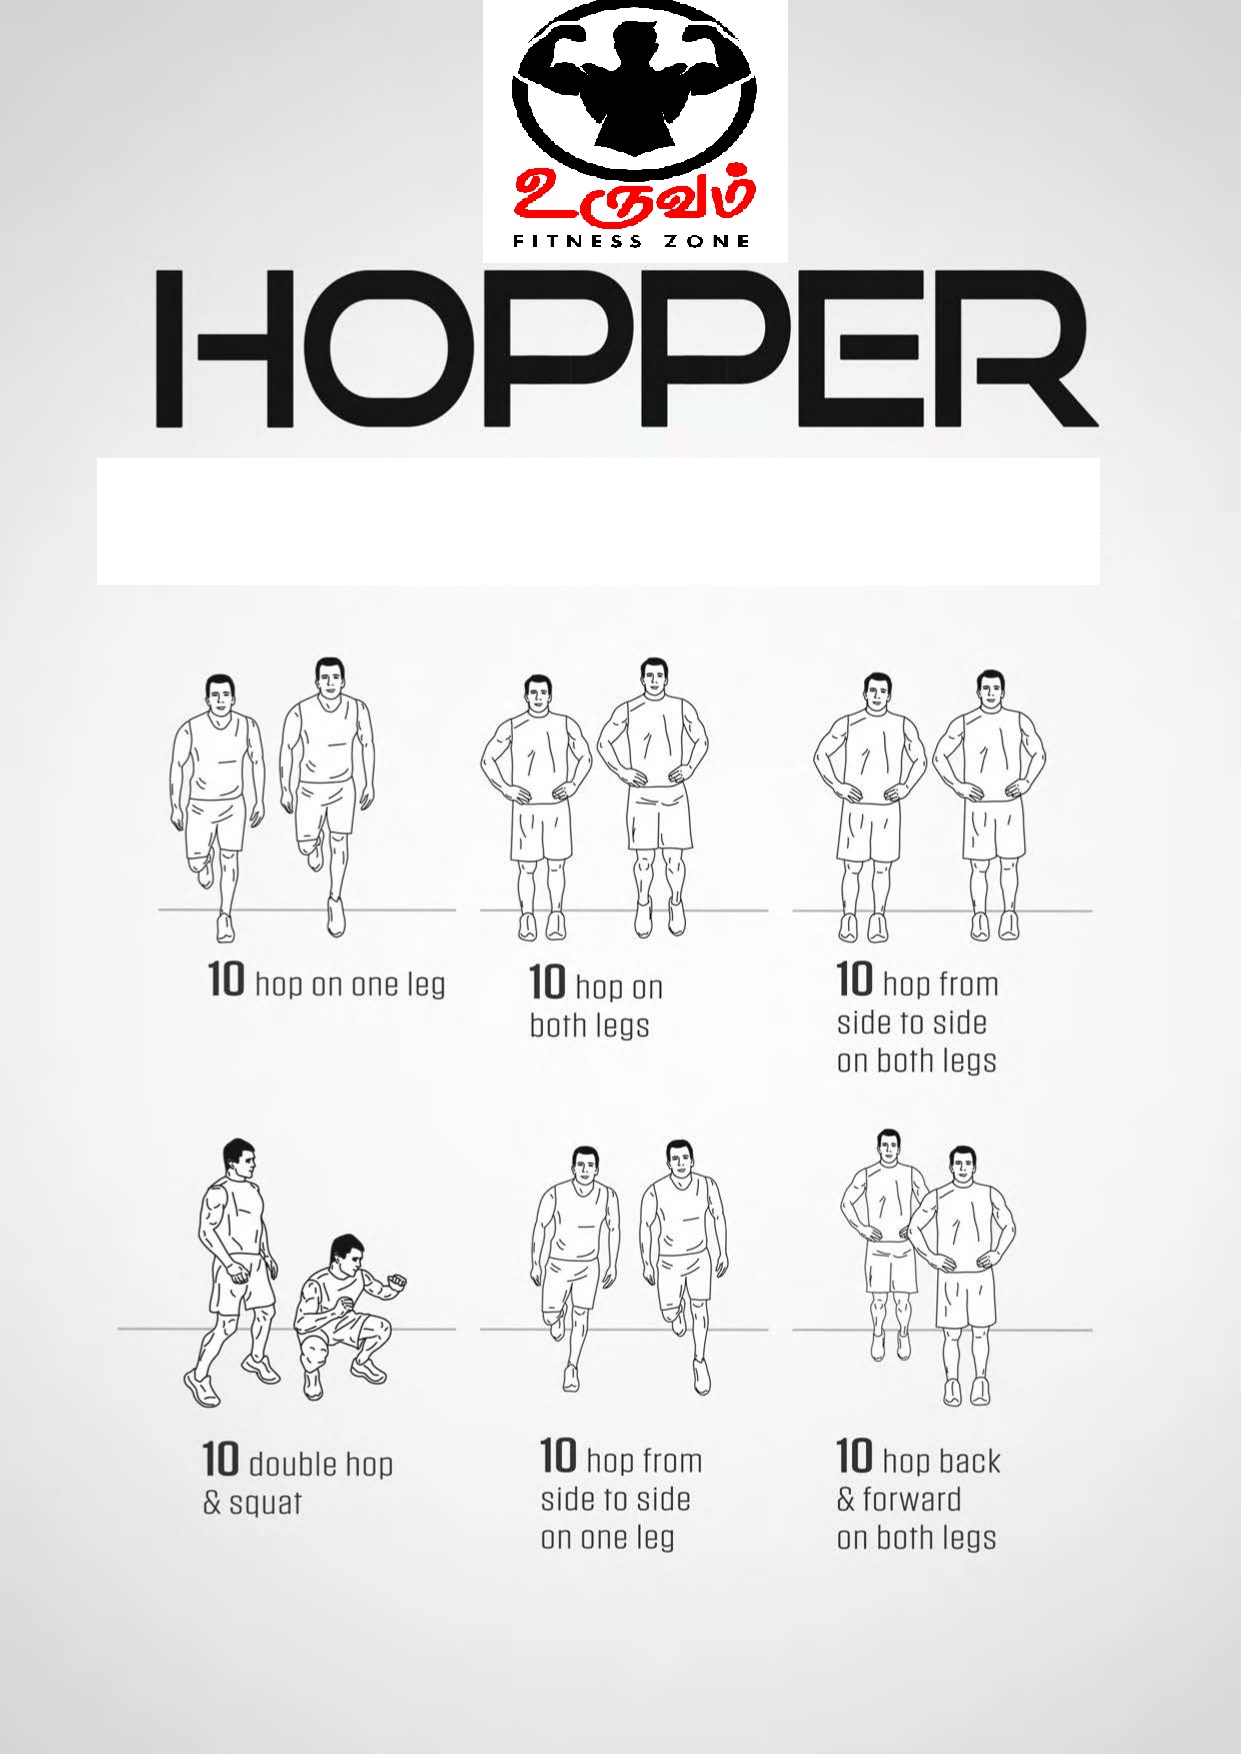 உருவம்
FITNESS ZONE
HOPPER
10 hop on one leg
10 hop on
both legs
10 hop from
side to side
on both legs
10 double hop
& squat
10 hop from
side to side
on one leg
10 hop back
& forward
on both legs